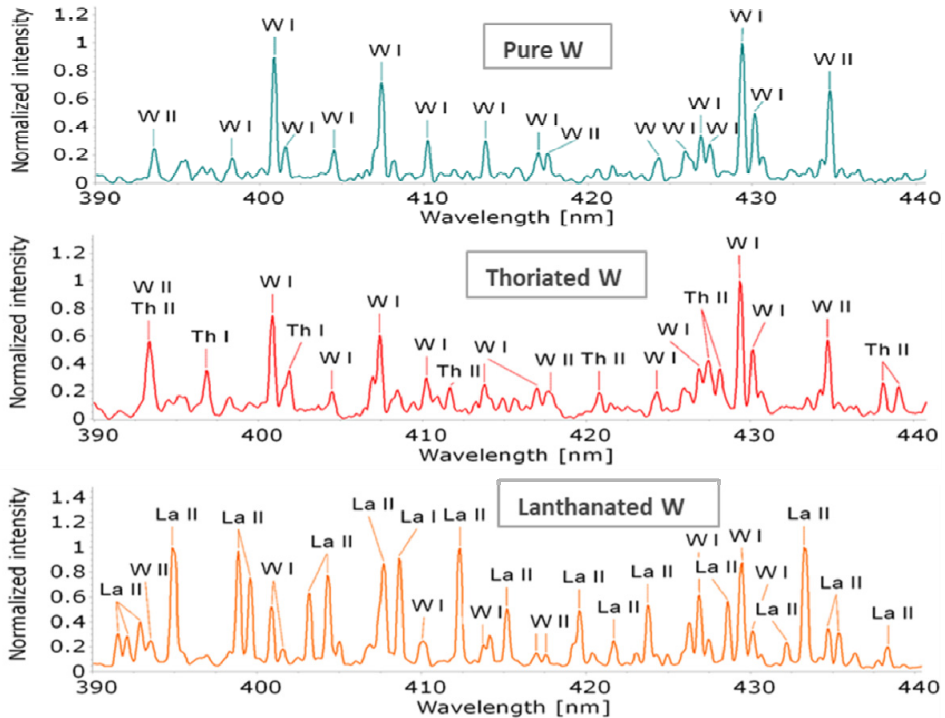 Normalized intensity
1.2
1
0.8
0.6
0.4
0.2
0
Pure W
W II
W I
W I
W I
W I
W I
W I
W I
W I
W II
W
W I
W I
W I
W I
W I
W II
390
400
410
420
430
440
Wavelength [nm]
Normalized intensity
1.2
1
0.8
0.6
0.4
0.2
0
Thoriated W
W II
Th II
Th I
W I
Th I
W I
W I
W I
Th II
W I
W II
Th II
W I
Th II
W I
W I
W II
Th II
390
400
410
420
430
440
Wavelength [nm]
Normalized intensity
1.4
1.2
1
0.8
0.6
0.4
0.2
0
Lanthanated W
La II
W II
La II
La II
W I
La II
La II
La I
W I
La II
W I
La II
W II
La II
La II
La II
W I
La II
W I
W I
La II
La II
La II
La II
390
400
410
420
430
440
Wavelength [nm]